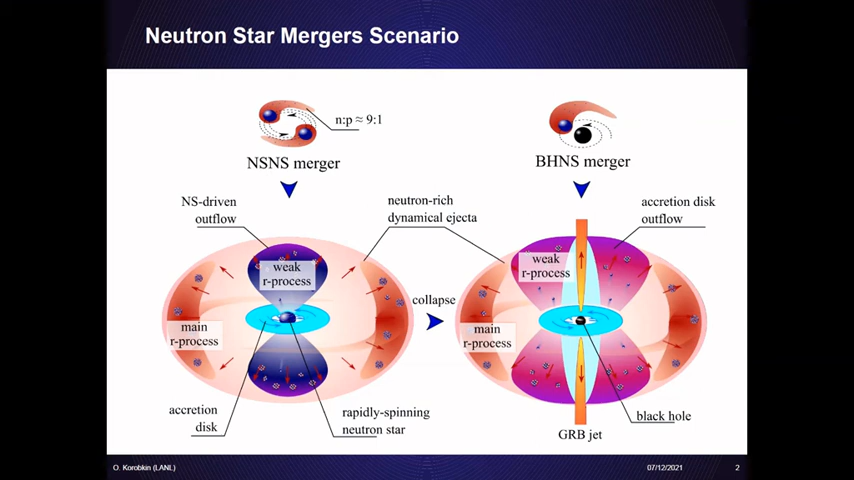 Neutron Star Mergers Scenario
n:p ≈ 9:1
NSNS merger
BHNS merger
NS-driven
outflow
neutron-rich
dynamical ejecta
accretion disk
outflow
weak
r-process
weak
r-process
collapse
main
r-process
main
r-process
accretion
disk
rapidly-spinning
neutron star
black hole
GRB jet
O. Korobkin (LANL)
07/12/2021
2